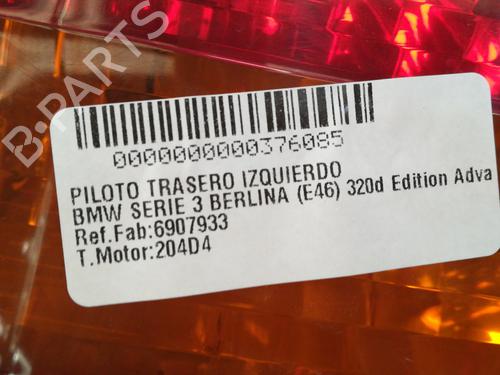 B-PARTS
0000000000376085
PILOTO TRASERO IZQUIERDO
BMW SERIE 3 BERLINA (E46) 320d Edition Adva
Ref.Fab:6907933
T.Motor:204D4